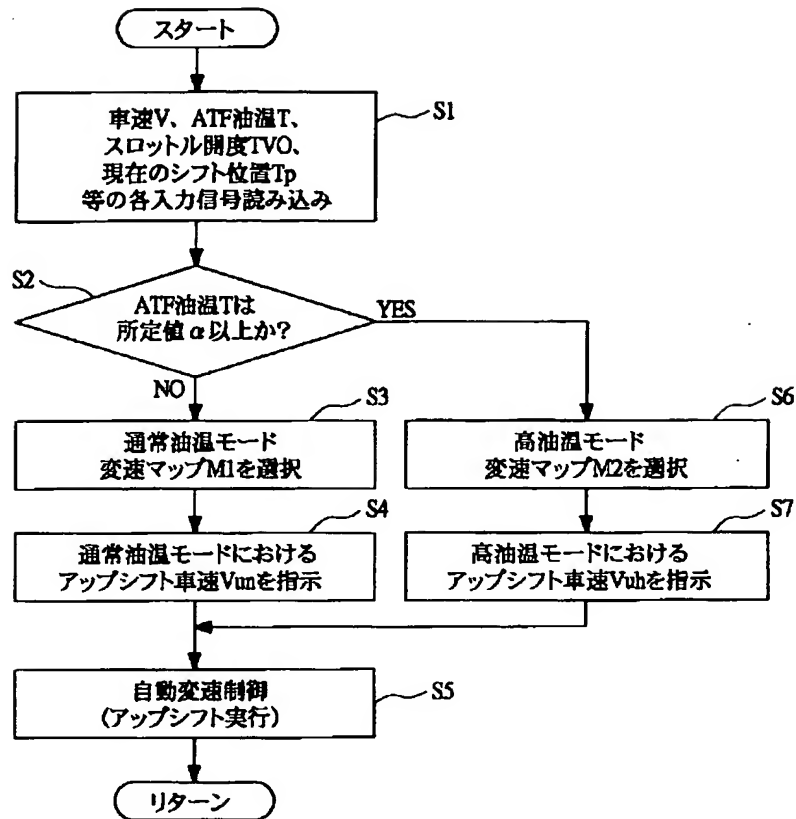 スタート
車速V、ATF油温T、
スロットル開度TVO、
現在のシフト位置Tp
等の各入力信号読み込み
S1
S2
ATF油温Tは
所定値α以上か?
YES
NO
S3
通常油温モード
変速マップM1を選択
S6
高油温モード
変速マップM2を選択
S4
通常油温モードにおける
アップシフト車速Vunを指示
S7
高油温モードにおける
アップシフト車速Vuhを指示
S5
自動変速制御
(アップシフト実行)
リターン